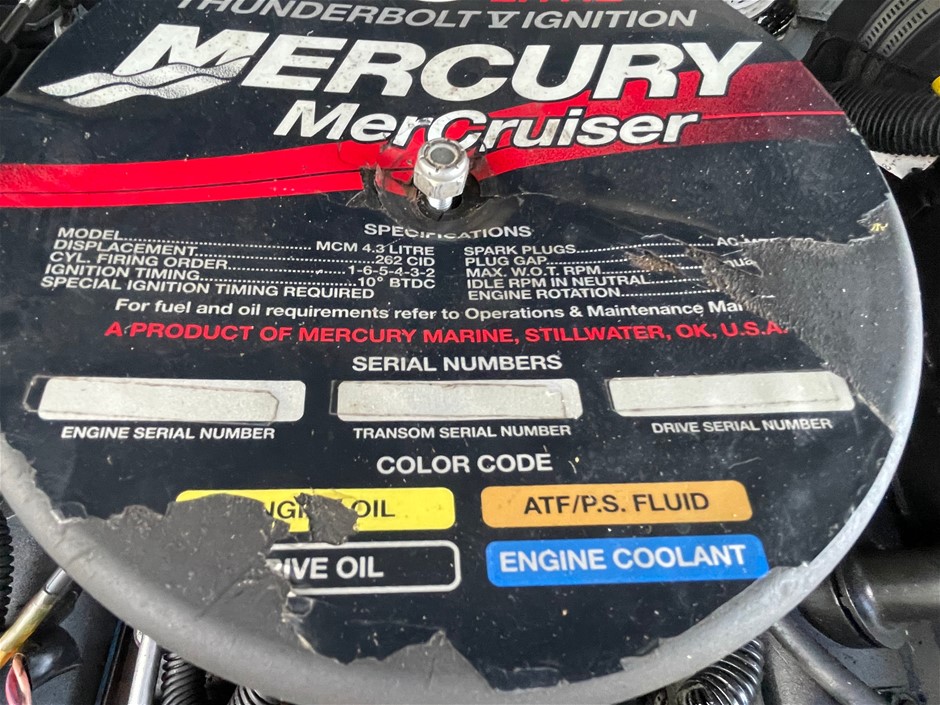 THUNDERBOLT V IGNITION
MERCURY
MerCruiser
SPECIFICATIONS
MODEL................MCM 4.3 LITRE
DISPLACEMENT................262 CID
CYL. FIRING ORDER................1-6-5-4-3-2
IGNITION TIMING................10° BTDC
SPECIAL IGNITION TIMING REQUIRED
SPARK PLUGS................AC
PLUG GAP
MAX. W.O.T. RPM
IDLE RPM IN NEUTRAL
ENGINE ROTATION
For fuel and oil requirements refer to Operations & Maintenance Man
A PRODUCT OF MERCURY MARINE, STILLWATER, OK, U.S.A.
SERIAL NUMBERS
ENGINE SERIAL NUMBER
TRANSOM SERIAL NUMBER
DRIVE SERIAL NUMBER
COLOR CODE
OIL
ATF/P.S. FLUID
RIVE OIL
ENGINE COOLANT